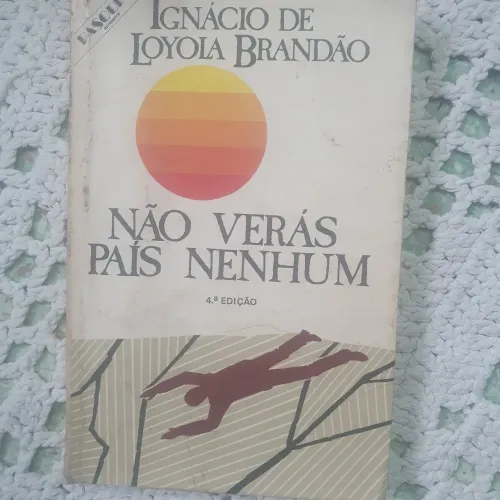 IGNÁCIO DE
LOYOLA BRANDÃO
NÃO VERÁS
PAÍS NENHUM
4.ª EDIÇÃO